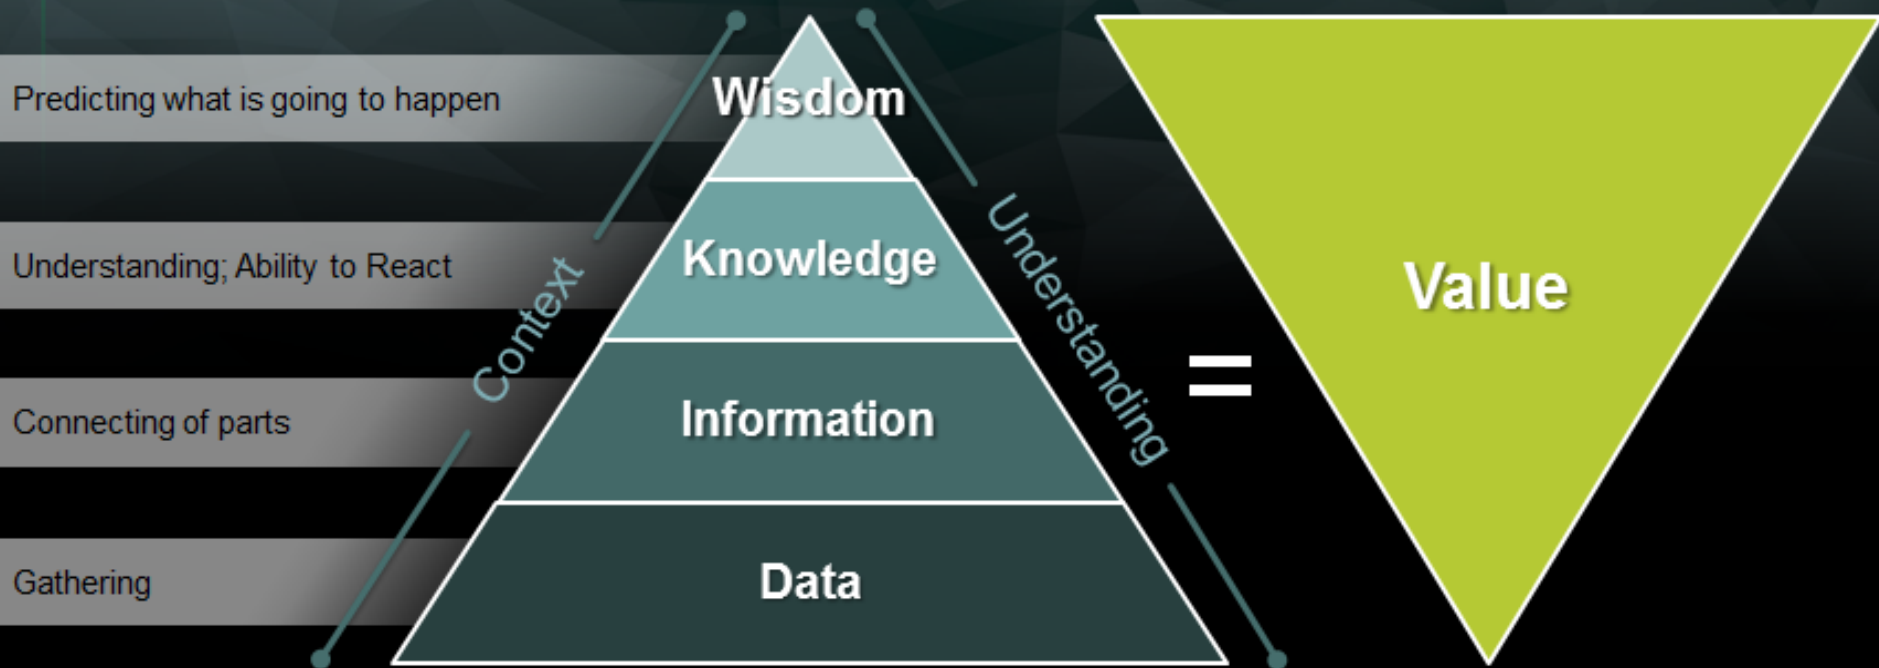 Predicting what is going to happen
Wisdom
Understanding; Ability to React
Knowledge
Context
Understanding
Value
=
Connecting of parts
Information
Gathering
Data